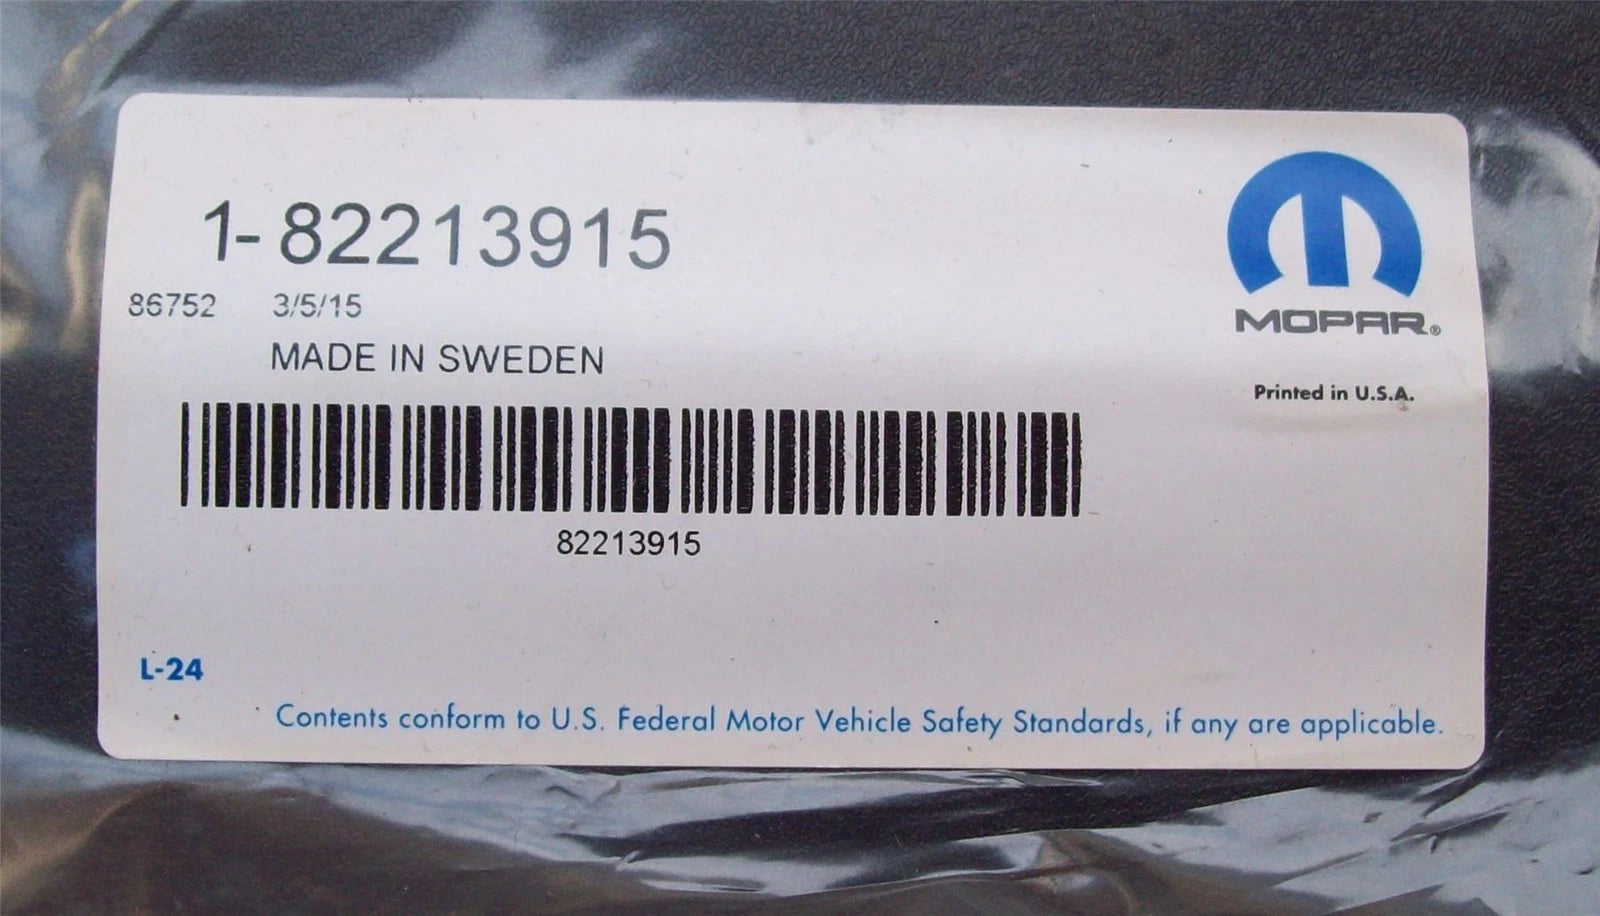 1-82213915
86752 3/5/15
MADE IN SWEDEN
82213915
MOPAR®
Printed in U.S.A.
L-24
Contents conform to U.S. Federal Motor Vehicle Safety Standards, if any are applicable.